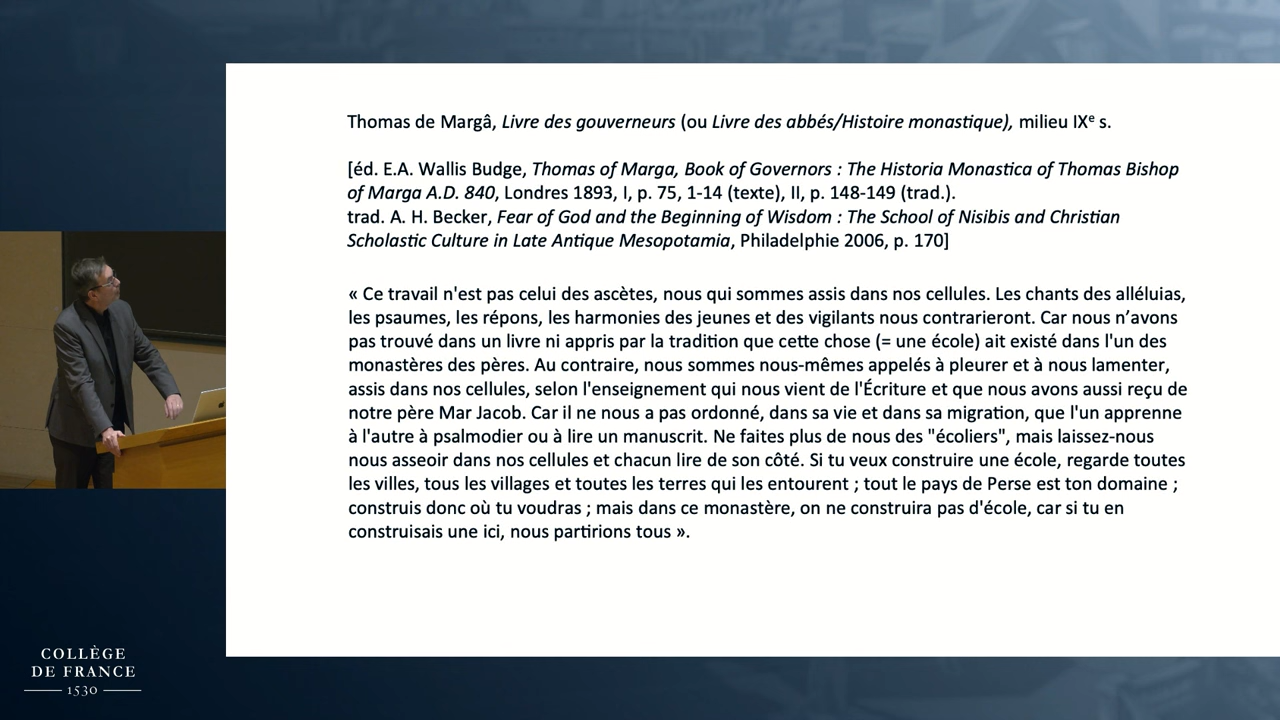 Thomas de Margâ, Livre des gouverneurs (ou Livre des abbés/Histoire monastique), milieu IXᵉ s.
[éd. E.A. Wallis Budge, Thomas of Marga, Book of Governors : The Historia Monastica of Thomas Bishop
of Marga A.D. 840, Londres 1893, I, p. 75, 1-14 (texte), II, p. 148-149 (trad.).
trad. A. H. Becker, Fear of God and the Beginning of Wisdom : The School of Nisibis and Christian
Scholastic Culture in Late Antique Mesopotamia, Philadelphie 2006, p. 170]
« Ce travail n'est pas celui des ascètes, nous qui sommes assis dans nos cellules. Les chants des alléluias,
les psaumes, les répons, les harmonies des jeunes et des vigilants nous contrarieront. Car nous n’avons
pas trouvé dans un livre ni appris par la tradition que cette chose (= une école) ait existé dans l'un des
monastères des pères. Au contraire, nous sommes nous-mêmes appelés à pleurer et à nous lamenter,
assis dans nos cellules, selon l'enseignement qui nous vient de l'Écriture et que nous avons aussi reçu de
notre père Mar Jacob. Car il ne nous a pas ordonné, dans sa vie et dans sa migration, que l'un apprenne
à l'autre à psalmodier ou à lire un manuscrit. Ne faites plus de nous des "écoliers", mais laissez-nous
nous asseoir dans nos cellules et chacun lire de son côté. Si tu veux construire une école, regarde toutes
les villes, tous les villages et toutes les terres qui les entourent ; tout le pays de Perse est ton domaine ;
construis donc où tu voudras ; mais dans ce monastère, on ne construira pas d'école, car si tu en
construisais une ici, nous partirions tous ».
COLLÈGE
DE FRANCE
1530